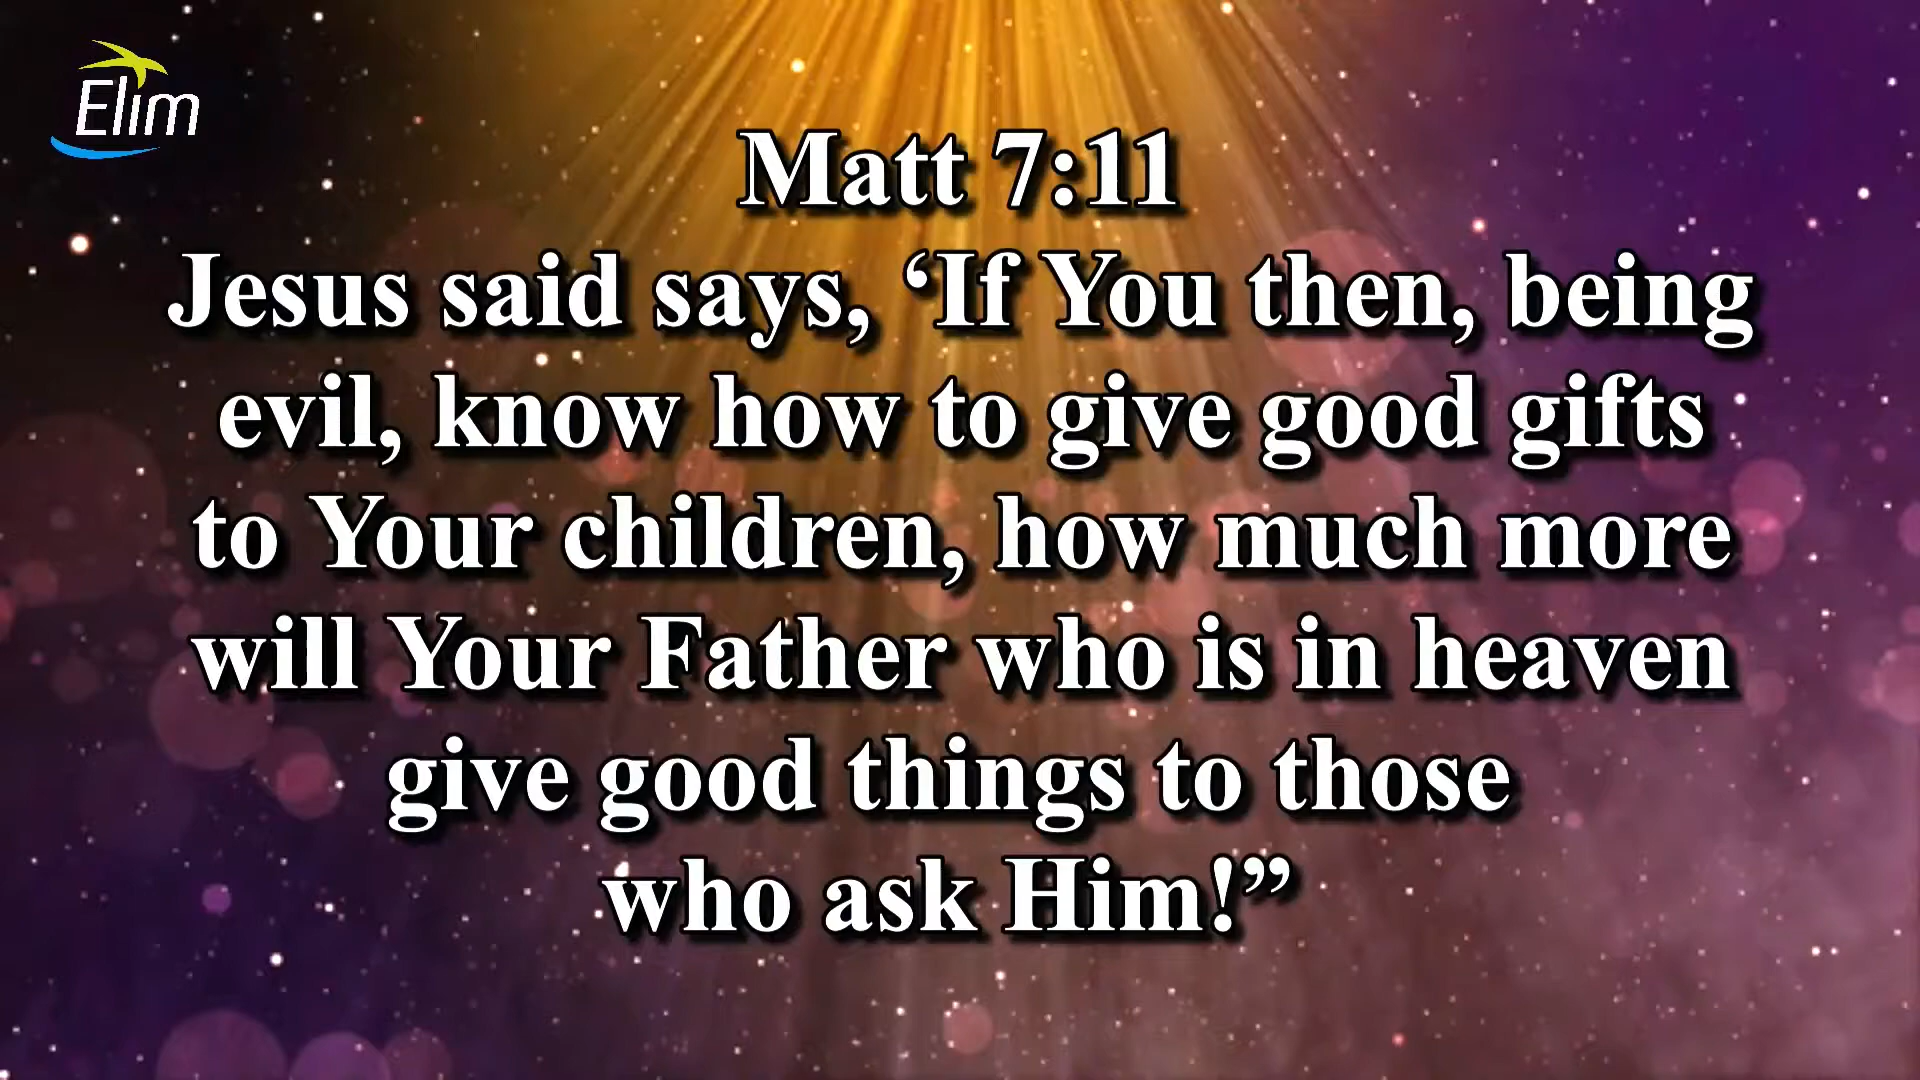 Elim
Matt 7:11
Jesus said says, ‘If You then, being
evil, know how to give good gifts
to Your children, how much more
will Your Father who is in heaven
give good things to those
who ask Him!”